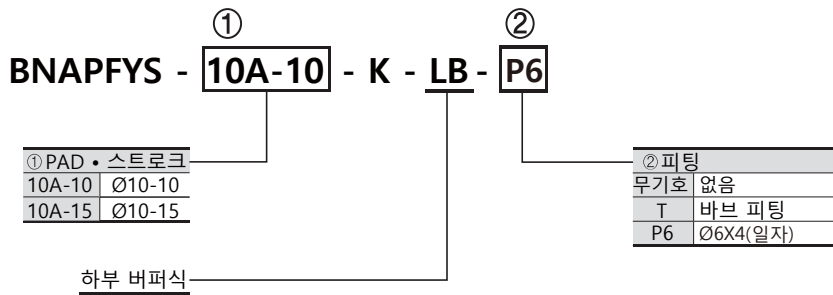 ① ②
BNAPFYS - 10A-10 - K - LB - P6
①PAD • 스트로크
10A-10 Ø10-10
10A-15 Ø10-15
②피팅
무기호 없음
T 바브 피팅
P6 Ø6X4(일자)
하부 버퍼식